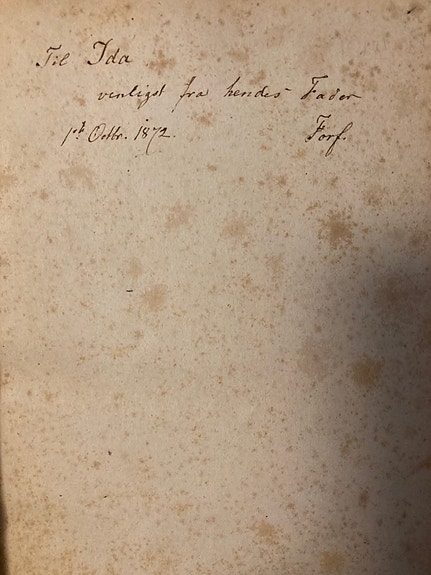 Til Ida
venligst fra hendes Fader
1st Octbr. 1872. Forf.